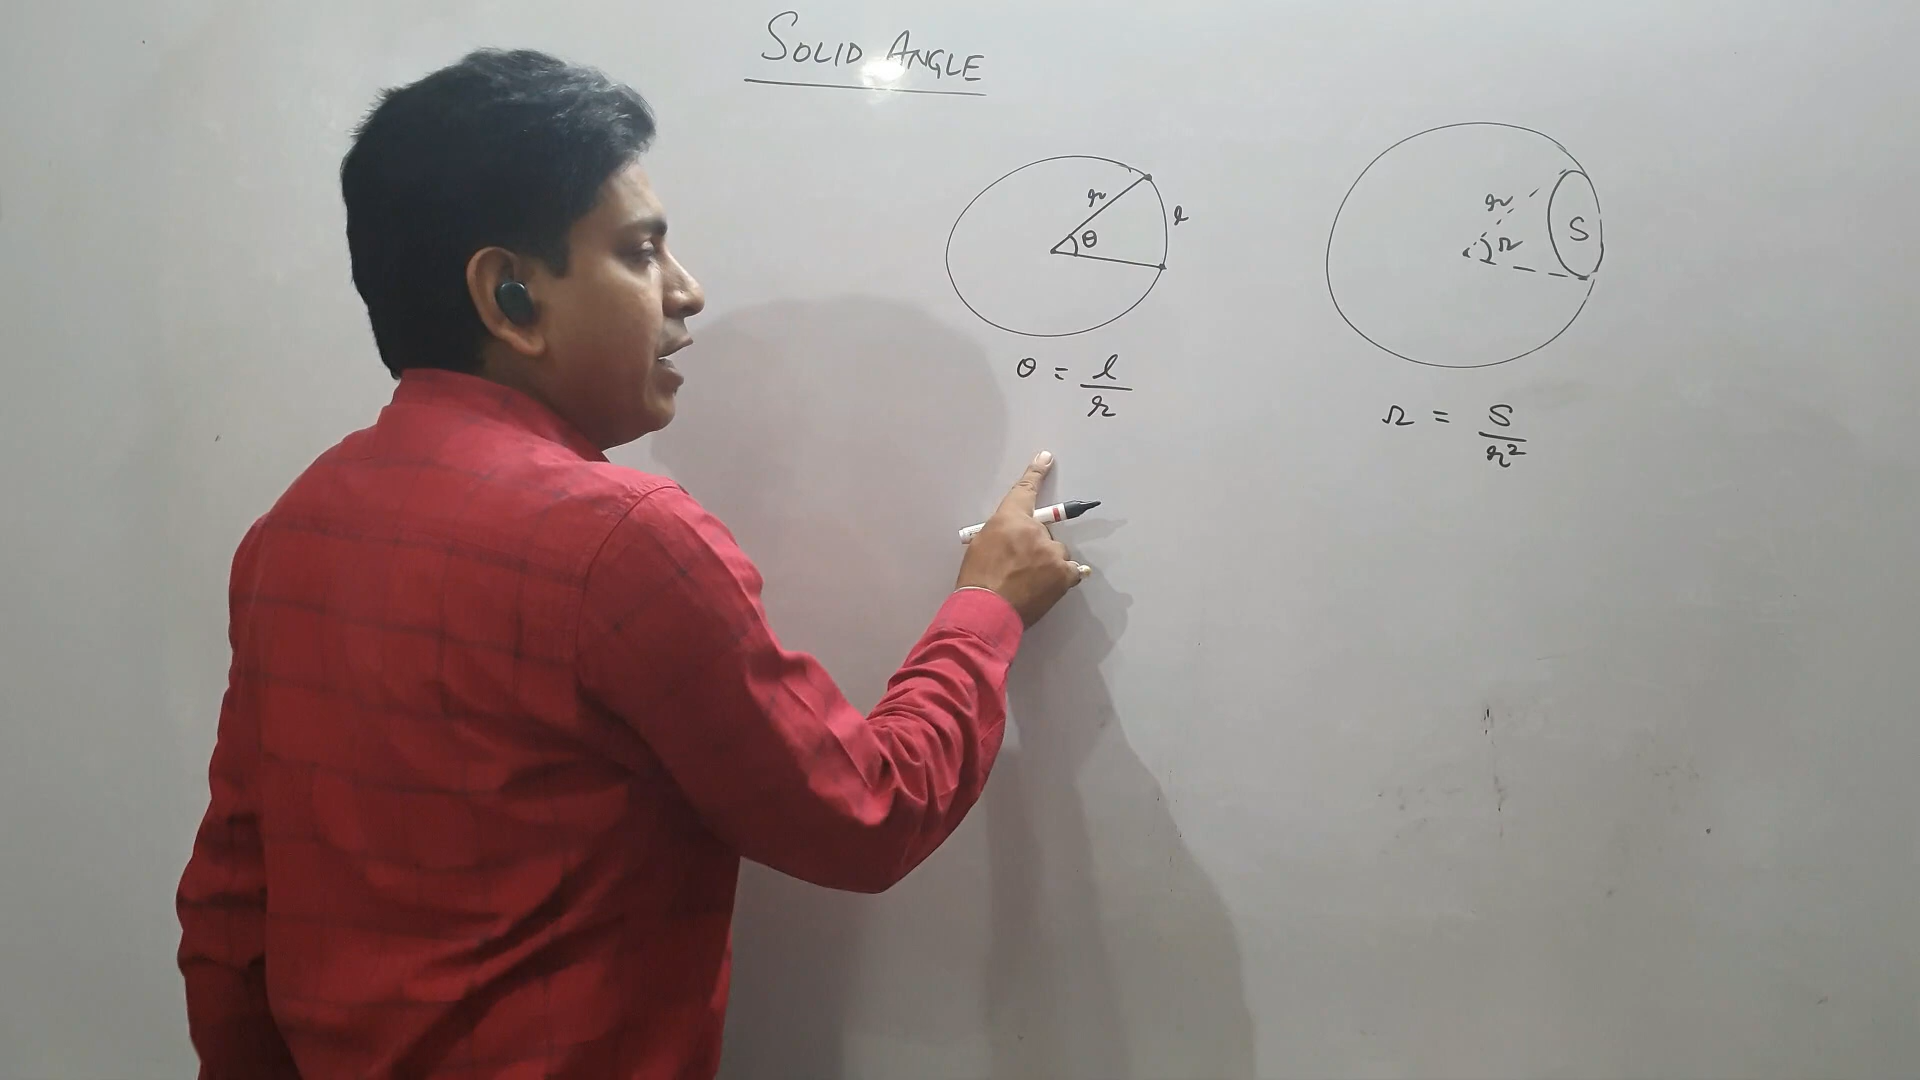 SOLID ANGLE
r
l
θ
r
Ω
S
θ = l/r
Ω = S/r²